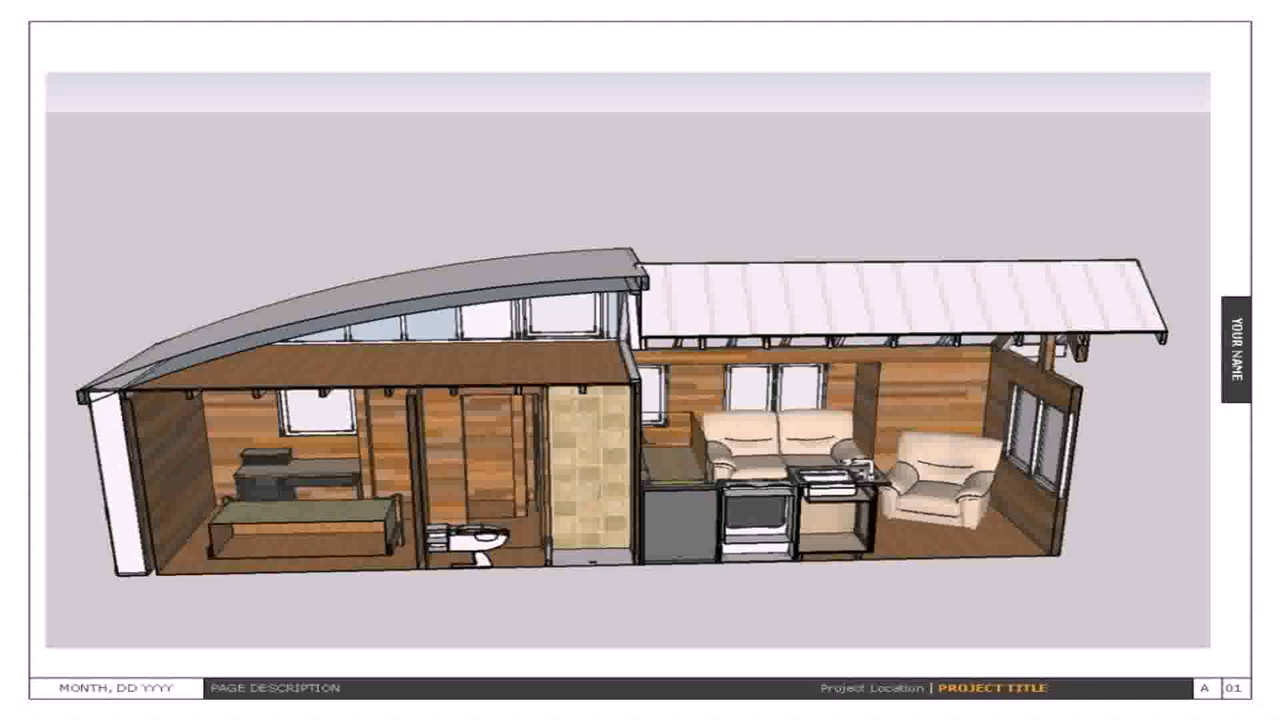 YOUR NAME
MONTH, DD YYYY
PAGE DESCRIPTION
Project Location | PROJECT TITLE
A 01